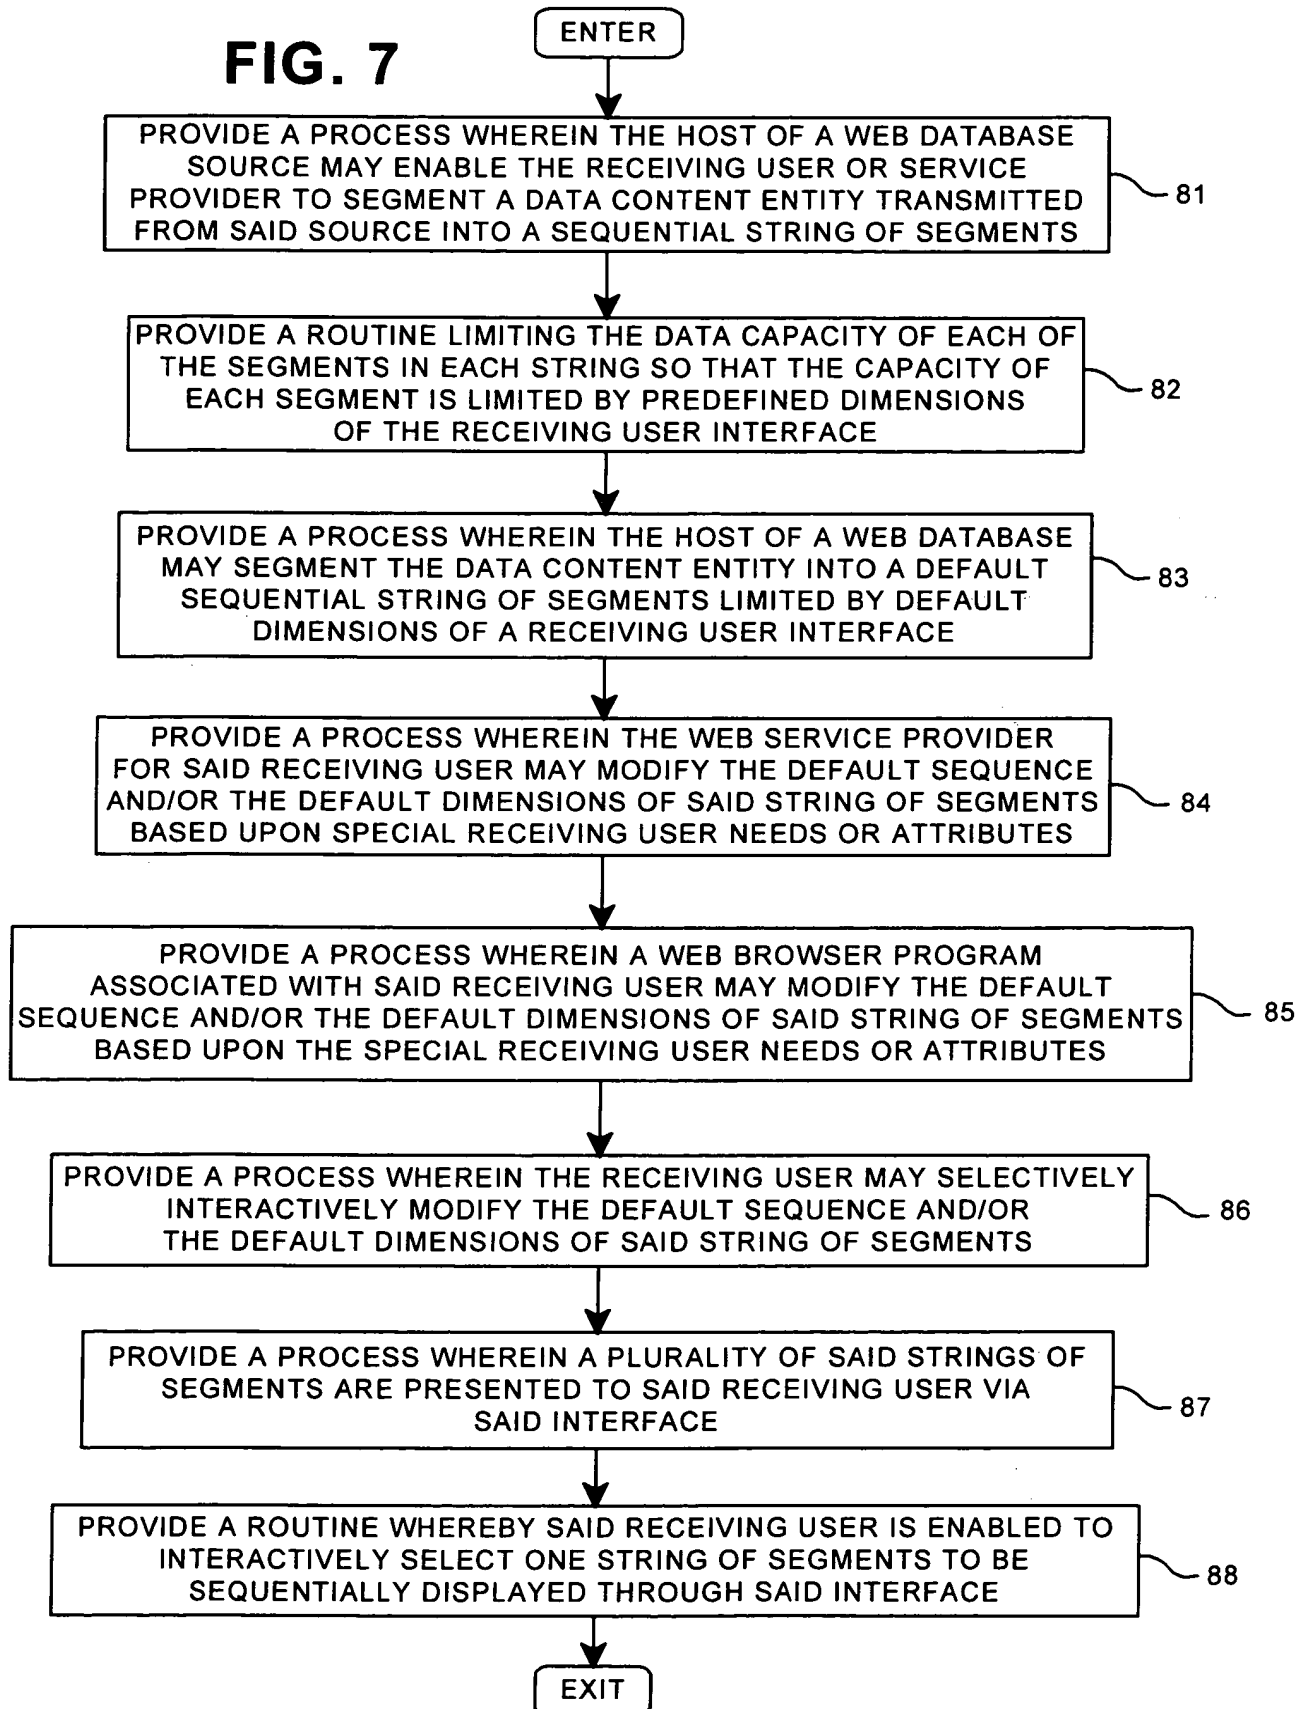 FIG. 7
ENTER
PROVIDE A PROCESS WHEREIN THE HOST OF A WEB DATABASE
SOURCE MAY ENABLE THE RECEIVING USER OR SERVICE
PROVIDER TO SEGMENT A DATA CONTENT ENTITY TRANSMITTED
FROM SAID SOURCE INTO A SEQUENTIAL STRING OF SEGMENTS
81
PROVIDE A ROUTINE LIMITING THE DATA CAPACITY OF EACH OF
THE SEGMENTS IN EACH STRING SO THAT THE CAPACITY OF
EACH SEGMENT IS LIMITED BY PREDEFINED DIMENSIONS
OF THE RECEIVING USER INTERFACE
82
PROVIDE A PROCESS WHEREIN THE HOST OF A WEB DATABASE
MAY SEGMENT THE DATA CONTENT ENTITY INTO A DEFAULT
SEQUENTIAL STRING OF SEGMENTS LIMITED BY DEFAULT
DIMENSIONS OF A RECEIVING USER INTERFACE
83
PROVIDE A PROCESS WHEREIN THE WEB SERVICE PROVIDER
FOR SAID RECEIVING USER MAY MODIFY THE DEFAULT SEQUENCE
AND/OR THE DEFAULT DIMENSIONS OF SAID STRING OF SEGMENTS
BASED UPON SPECIAL RECEIVING USER NEEDS OR ATTRIBUTES
84
PROVIDE A PROCESS WHEREIN A WEB BROWSER PROGRAM
ASSOCIATED WITH SAID RECEIVING USER MAY MODIFY THE DEFAULT
SEQUENCE AND/OR THE DEFAULT DIMENSIONS OF SAID STRING OF SEGMENTS
BASED UPON THE SPECIAL RECEIVING USER NEEDS OR ATTRIBUTES
85
PROVIDE A PROCESS WHEREIN THE RECEIVING USER MAY SELECTIVELY
INTERACTIVELY MODIFY THE DEFAULT SEQUENCE AND/OR
THE DEFAULT DIMENSIONS OF SAID STRING OF SEGMENTS
86
PROVIDE A PROCESS WHEREIN A PLURALITY OF SAID STRINGS OF
SEGMENTS ARE PRESENTED TO SAID RECEIVING USER VIA
SAID INTERFACE
87
PROVIDE A ROUTINE WHEREBY SAID RECEIVING USER IS ENABLED TO
INTERACTIVELY SELECT ONE STRING OF SEGMENTS TO BE
SEQUENTIALLY DISPLAYED THROUGH SAID INTERFACE
88
EXIT